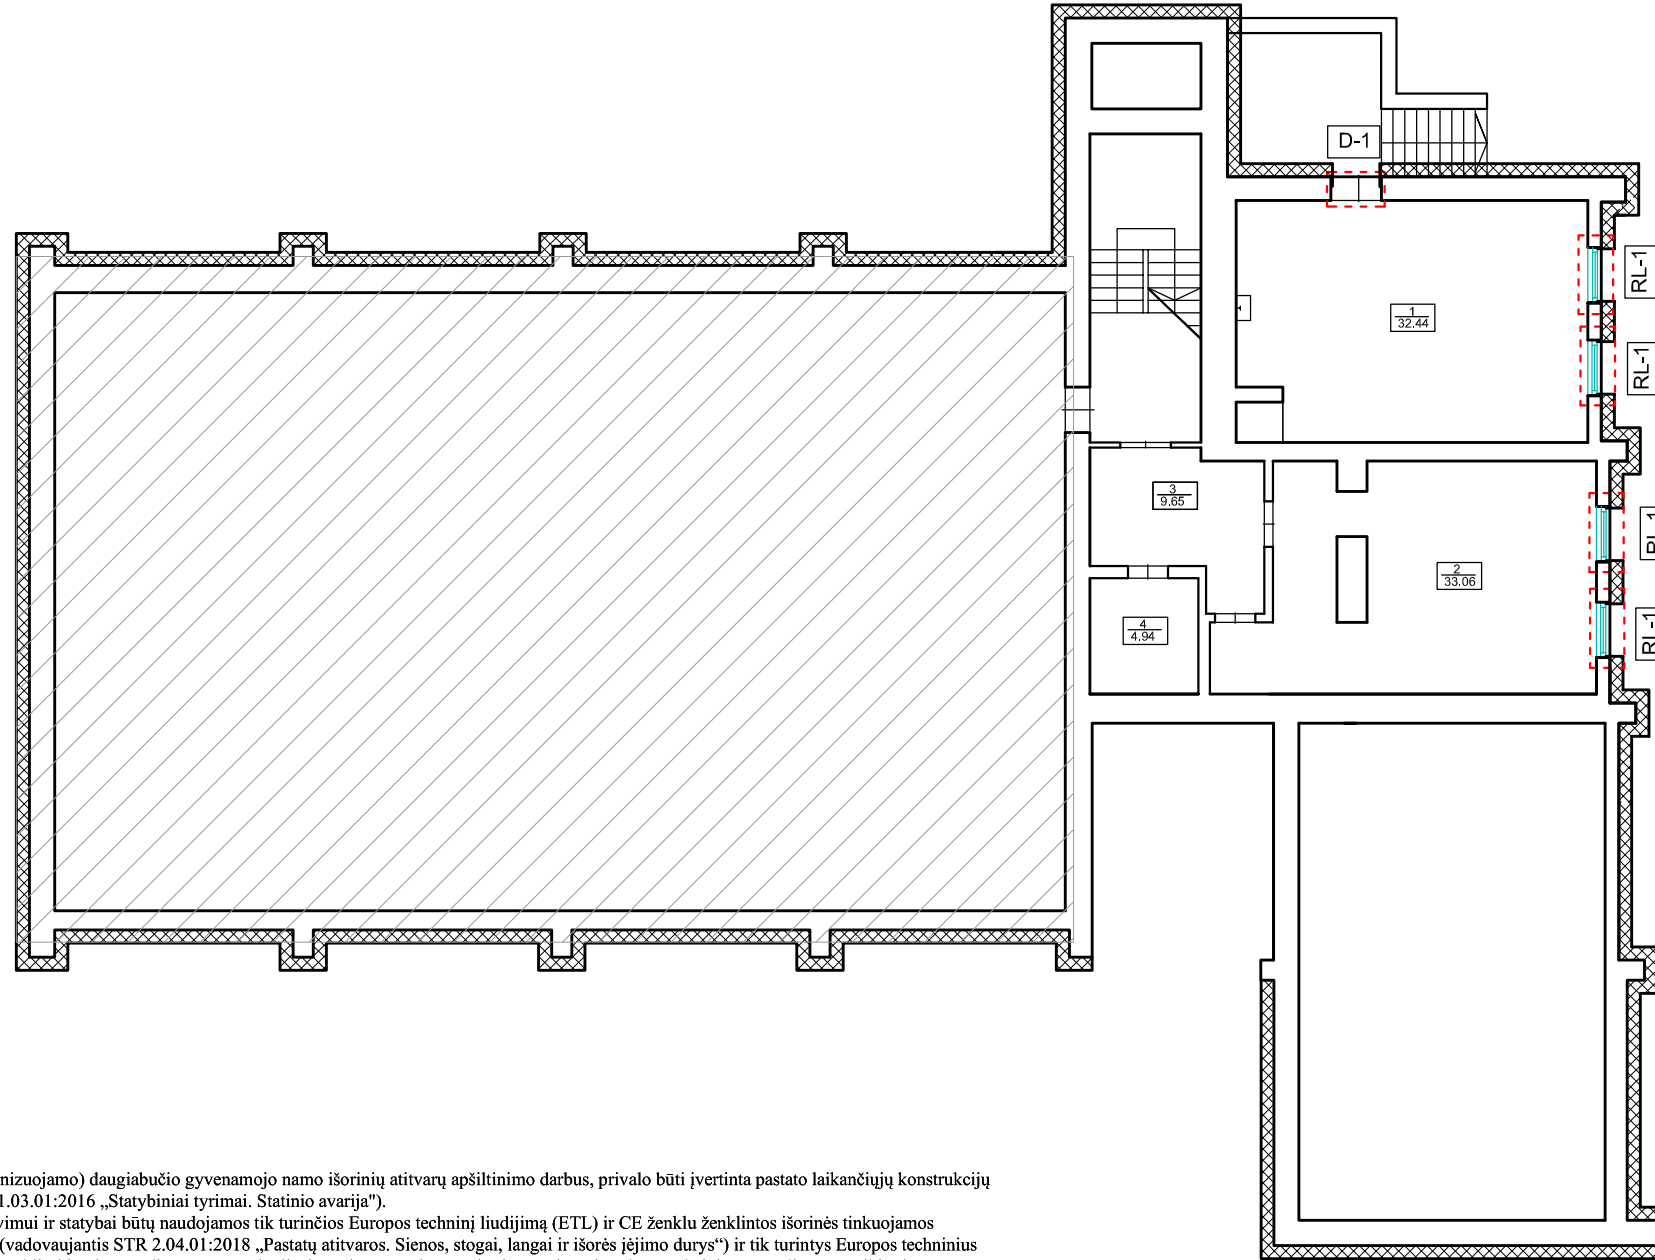 D-1
RL-1
1
32.44
RL-1
3
9.65
RL-1
2
33.06
4
4.94
RL-1
nizuojamo) daugiabučio gyvenamojo namo išorinių atitvarų apšiltinimo darbus, privalo būti įvertinta pastato laikančiųjų konstrukcijų
1.03.01:2016 „Statybiniai tyrimai. Statinio avarija").
vimui ir statybai būtų naudojamos tik turinčios Europos techninį liudijimą (ETL) ir CE ženklu ženklintos išorinės tinkuojamos
(vadovaujantis STR 2.04.01:2018 „Pastatų atitvaros. Sienos, stogai, langai ir išorės įėjimo durys“) ir tik turintys Europos techninius